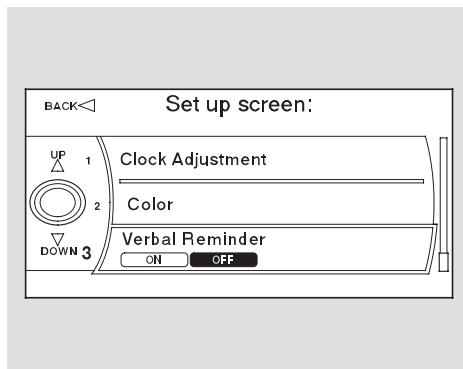 BACK
Set up screen:
UP
1
Clock Adjustment
2
Color
DOWN
3
Verbal Reminder
ON
OFF